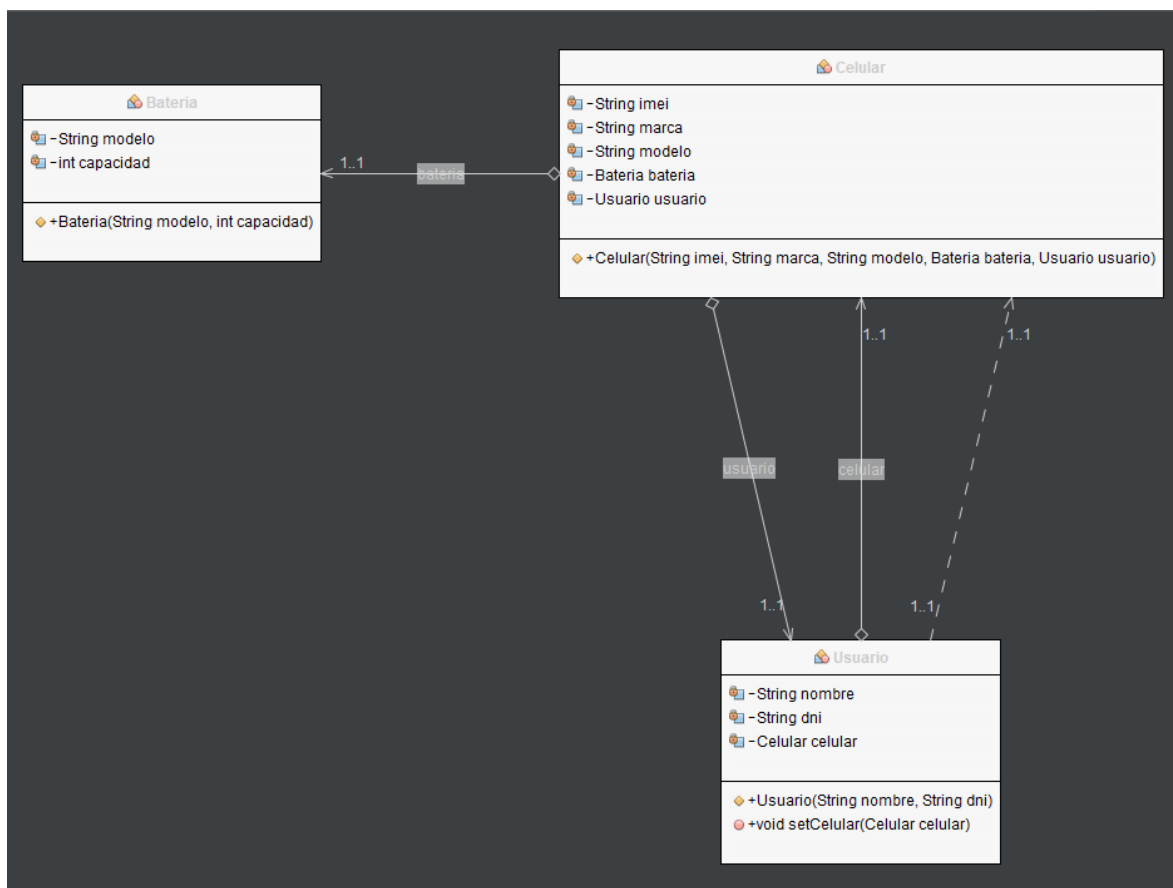 Bateria
-String modelo
-int capacidad
+Bateria(String modelo, int capacidad)
1..1
bateria
Celular
-String imei
-String marca
-String modelo
-Bateria bateria
-Usuario usuario
+Celular(String imei, String marca, String modelo, Bateria bateria, Usuario usuario)
1..1
1..1
usuario
celular
1..1
1..1
Usuario
-String nombre
-String dni
-Celular celular
+Usuario(String nombre, String dni)
+void setCelular(Celular celular)